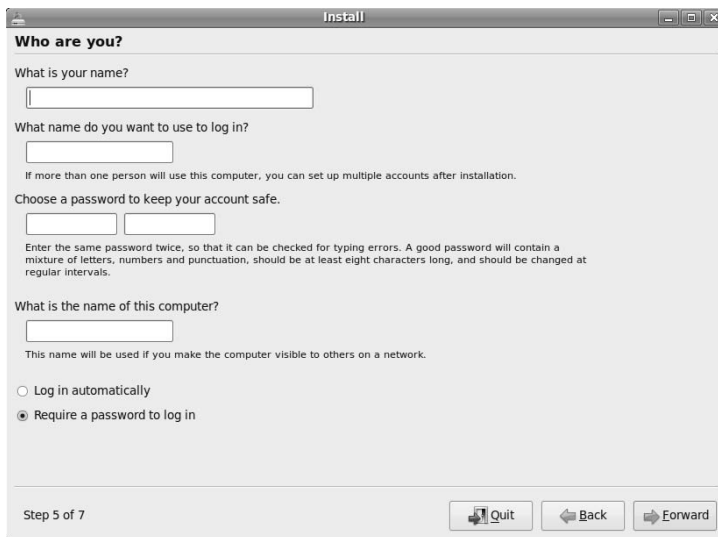 Install
Who are you?
What is your name?
What name do you want to use to log in?
If more than one person will use this computer, you can set up multiple accounts after installation.
Choose a password to keep your account safe.
Enter the same password twice, so that it can be checked for typing errors. A good password will contain a
mixture of letters, numbers and punctuation, should be at least eight characters long, and should be changed at
regular intervals.
What is the name of this computer?
This name will be used if you make the computer visible to others on a network.
Log in automatically
Require a password to log in
Step 5 of 7
Quit
Back
Forward